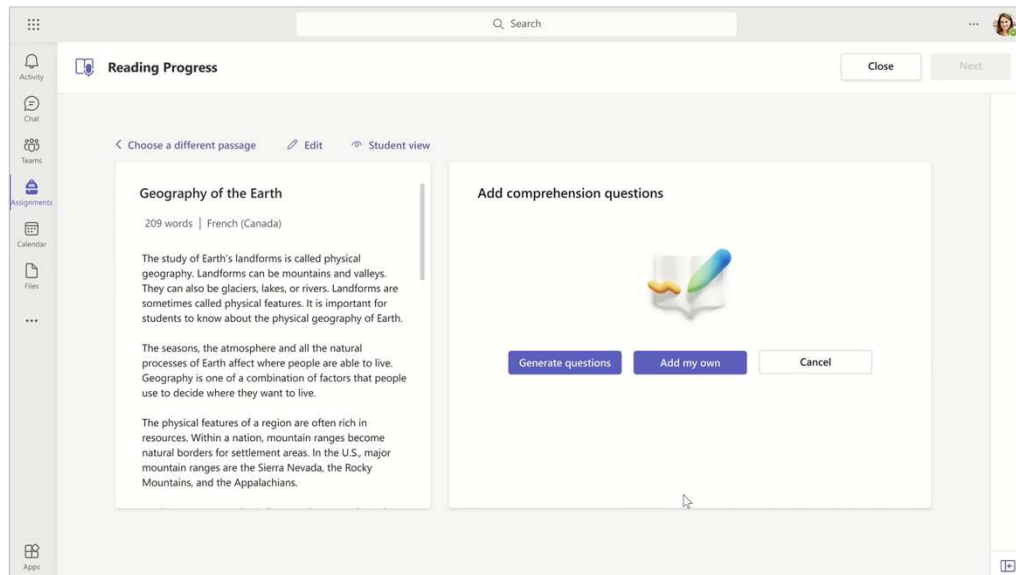 Search
Activity
Chat
Teams
Assignments
Calendar
Files
Apps
Reading Progress
Close
Next
Choose a different passage
Edit
Student view
Geography of the Earth
209 words | French (Canada)
The study of Earth's landforms is called physical
geography. Landforms can be mountains and valleys.
They can also be glaciers, lakes, or rivers. Landforms are
sometimes called physical features. It is important for
students to know about the physical geography of Earth.
The seasons, the atmosphere and all the natural
processes of Earth affect where people are able to live.
Geography is one of a combination of factors that people
use to decide where they want to live.
The physical features of a region are often rich in
resources. Within a nation, mountain ranges become
natural borders for settlement areas. In the U.S., major
mountain ranges are the Sierra Nevada, the Rocky
Mountains, and the Appalachians.
Add comprehension questions
Generate questions
Add my own
Cancel